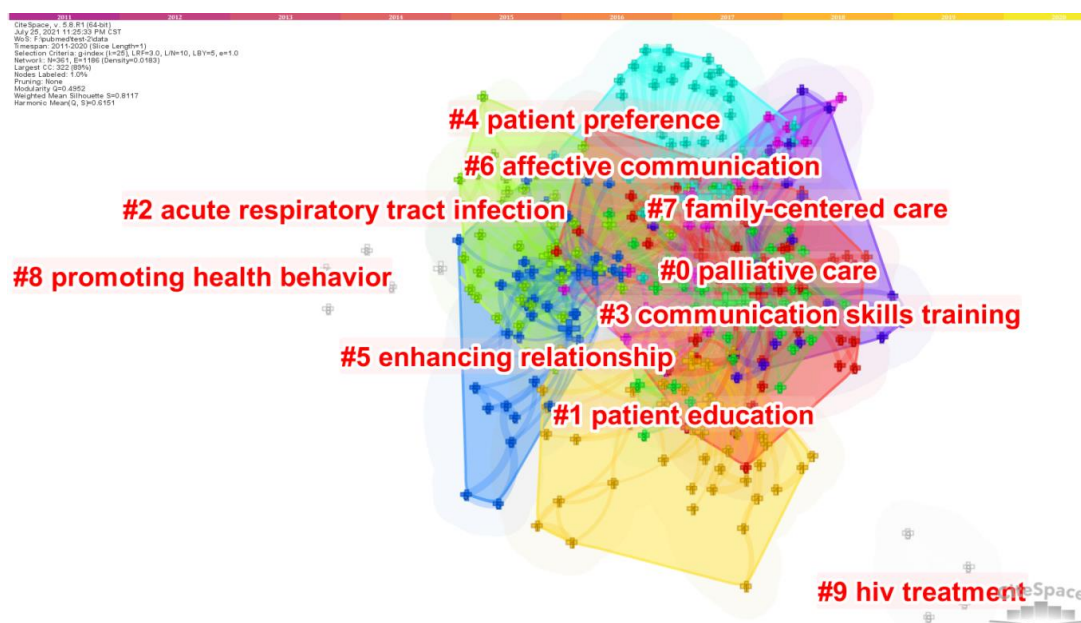 2011 2012 2013 2014 2015 2016 2017 2018 2019 2020
CiteSpace, v. 5.8.R1 (64-bit)
July 25, 2021 11:25:33 PM CST
WoS: F:\pubmed\test-2\data
Timespan: 2011-2020 (Slice Length=1)
Selection Criteria: g-index (k=25), LRF=3.0, L/N=10, LBY=5, e=1.0
Network: N=361, E=1186 (Density=0.0183)
Largest CC: 322 (89%)
Nodes Labeled: 1.0%
Pruning: None
Modularity Q=0.4952
Weighted Mean Silhouette S=0.8117
Harmonic Mean(Q, S)=0.6151
#4 patient preference
#6 affective communication
#2 acute respiratory tract infection
#7 family-centered care
#8 promoting health behavior
#0 palliative care
#3 communication skills training
#5 enhancing relationship
#1 patient education
#9 hiv treatment
CiteSpace